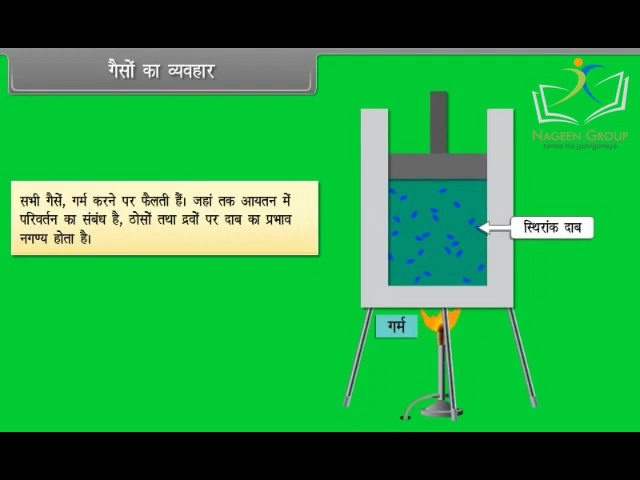 गैसों का व्यवहार
NAGEEN GROUP
सभी गैसें, गर्म करने पर फैलती हैं। जहां तक आयतन में
परिवर्तन का संबंध है, ठोसों तथा द्रवों पर दाब का प्रभाव
नगण्य होता है।
स्थिरांक दाब
गर्म